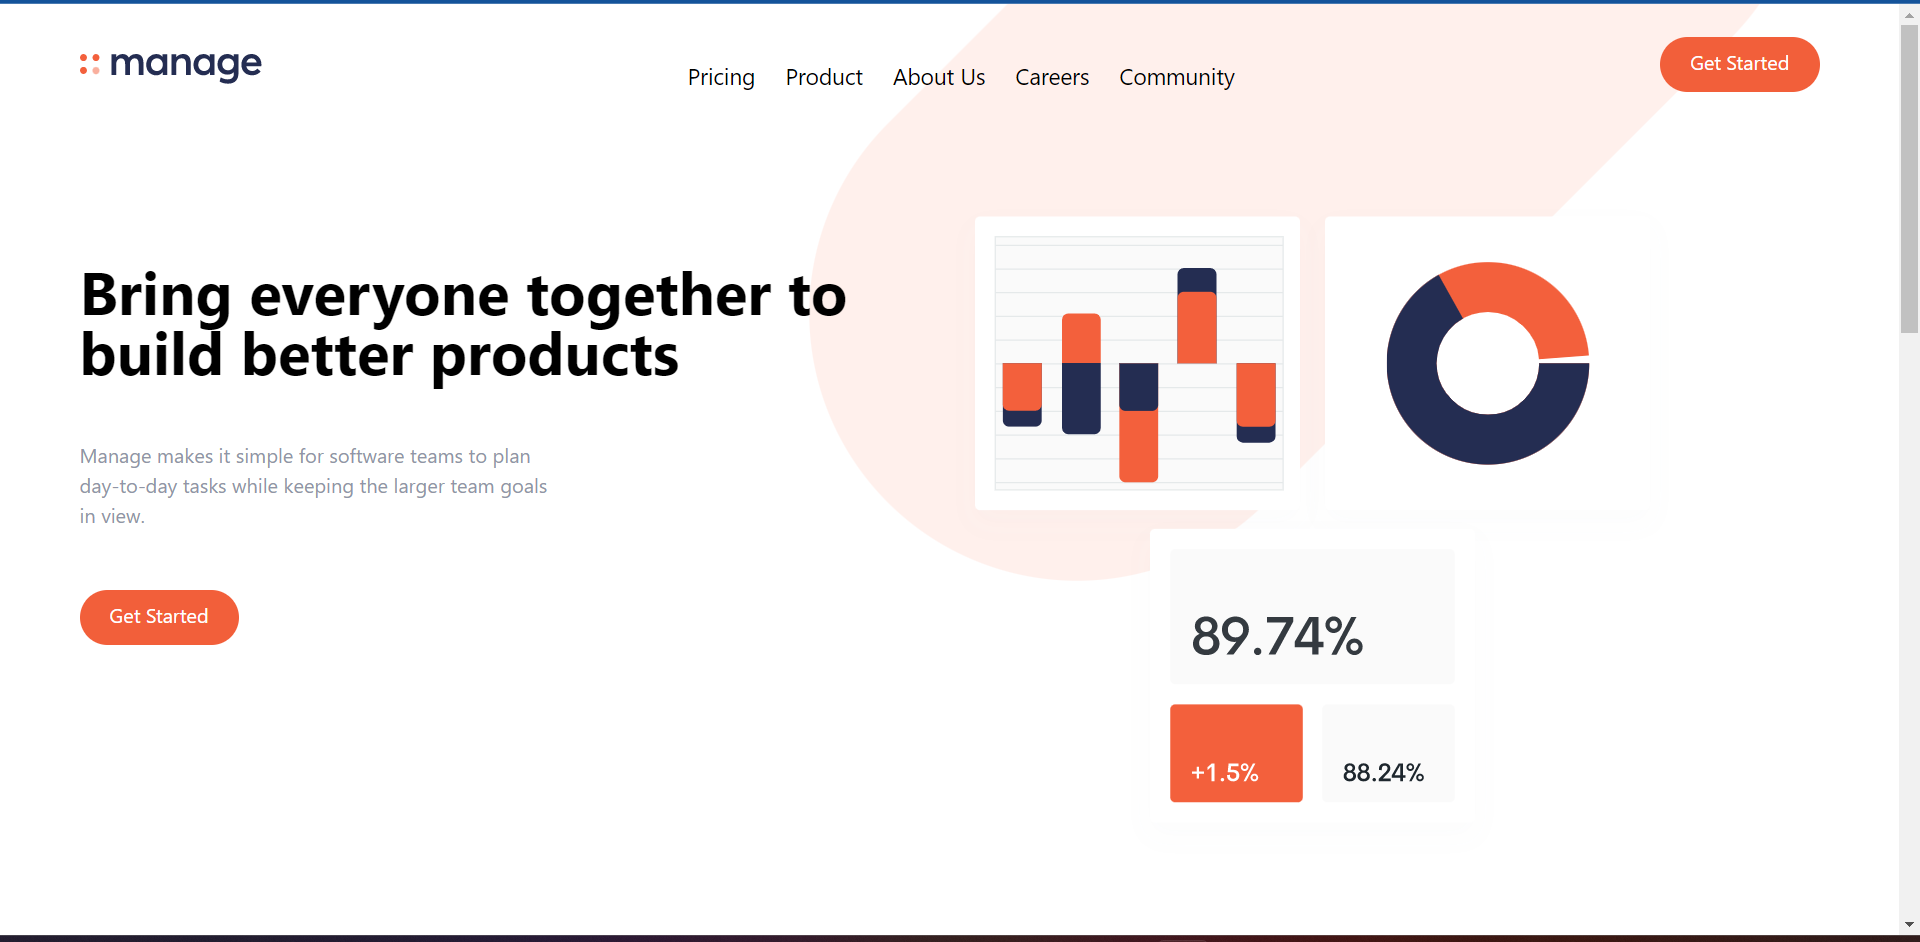 manage
Pricing Product About Us Careers Community
Get Started
Bring everyone together to
build better products
Manage makes it simple for software teams to plan
day-to-day tasks while keeping the larger team goals
in view.
Get Started
89.74%
+1.5%
88.24%